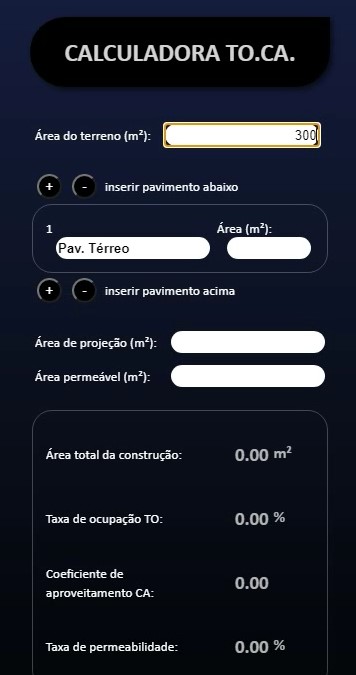 CALCULADORA TO.CA.
Área do terreno (m²): 300
+ - inserir pavimento abaixo
1 Área (m²):
Pav. Térreo
+ - inserir pavimento acima
Área de projeção (m²):
Área permeável (m²):
Área total da construção: 0.00 m²
Taxa de ocupação TO: 0.00 %
Coeficiente de
aproveitamento CA: 0.00
Taxa de permeabilidade: 0.00 %